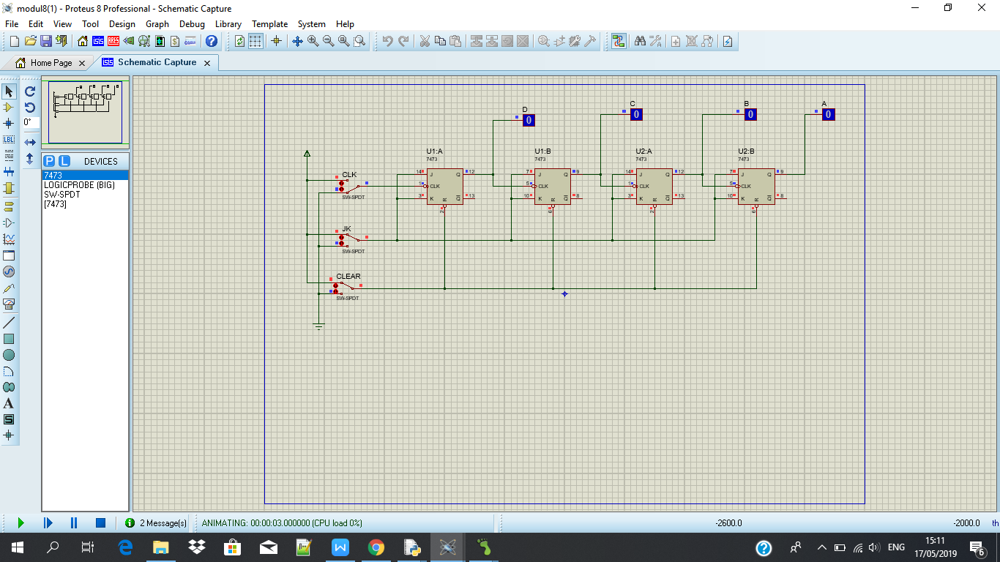 modul8(1) - Proteus 8 Professional - Schematic Capture
File Edit View Tool Design Graph Debug Library Template System Help
Home Page Schematic Capture
0°
P L DEVICES
7473
LOGICPROBE (BIG)
SW-SPDT
[7473]
LBL
A
S
D
0
C
0
B
0
A
0
U1:A
7473
U1:B
7473
U2:A
7473
U2:B
7473
CLK
SW-SPDT
JK
SW-SPDT
CLEAR
SW-SPDT
14 J Q 12
1 CLK
3 K Q 13
R
2
7 J Q 9
5 CLK
10 K Q 8
R
6
14 J Q 12
1 CLK
3 K Q 13
R
2
7 J Q 9
5 CLK
10 K Q 8
R
6
2 Message(s) ANIMATING: 00:00:03.000000 (CPU load 0%) -2600.0 -2000.0 th
ENG 15:11
17/05/2019 6